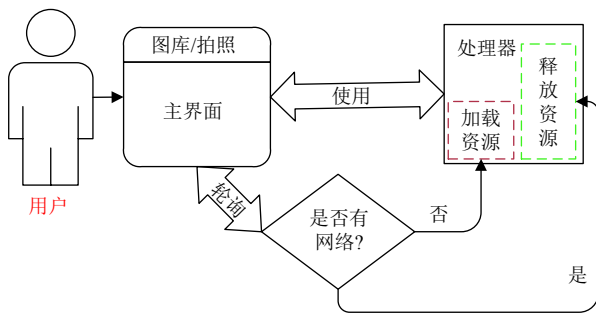 图库/拍照
主界面
用户
使用
轮询
处理器
加载
资源
释
放
资
源
是否有
网络?
否
是